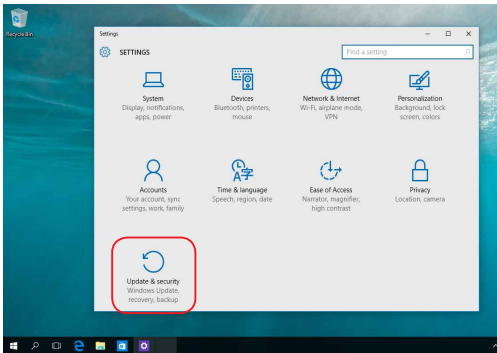 Recycle Bin
Settings
SETTINGS
Find a setting
System
Display, notifications,
apps, power
Devices
Bluetooth, printers,
mouse
Network & Internet
Wi-Fi, airplane mode,
VPN
Personalization
Background, lock
screen, colors
Accounts
Your account, sync
settings, work, family
Time & language
Speech, region, date
Ease of Access
Narrator, magnifier,
high contrast
Privacy
Location, camera
Update & security
Windows Update,
recovery, backup